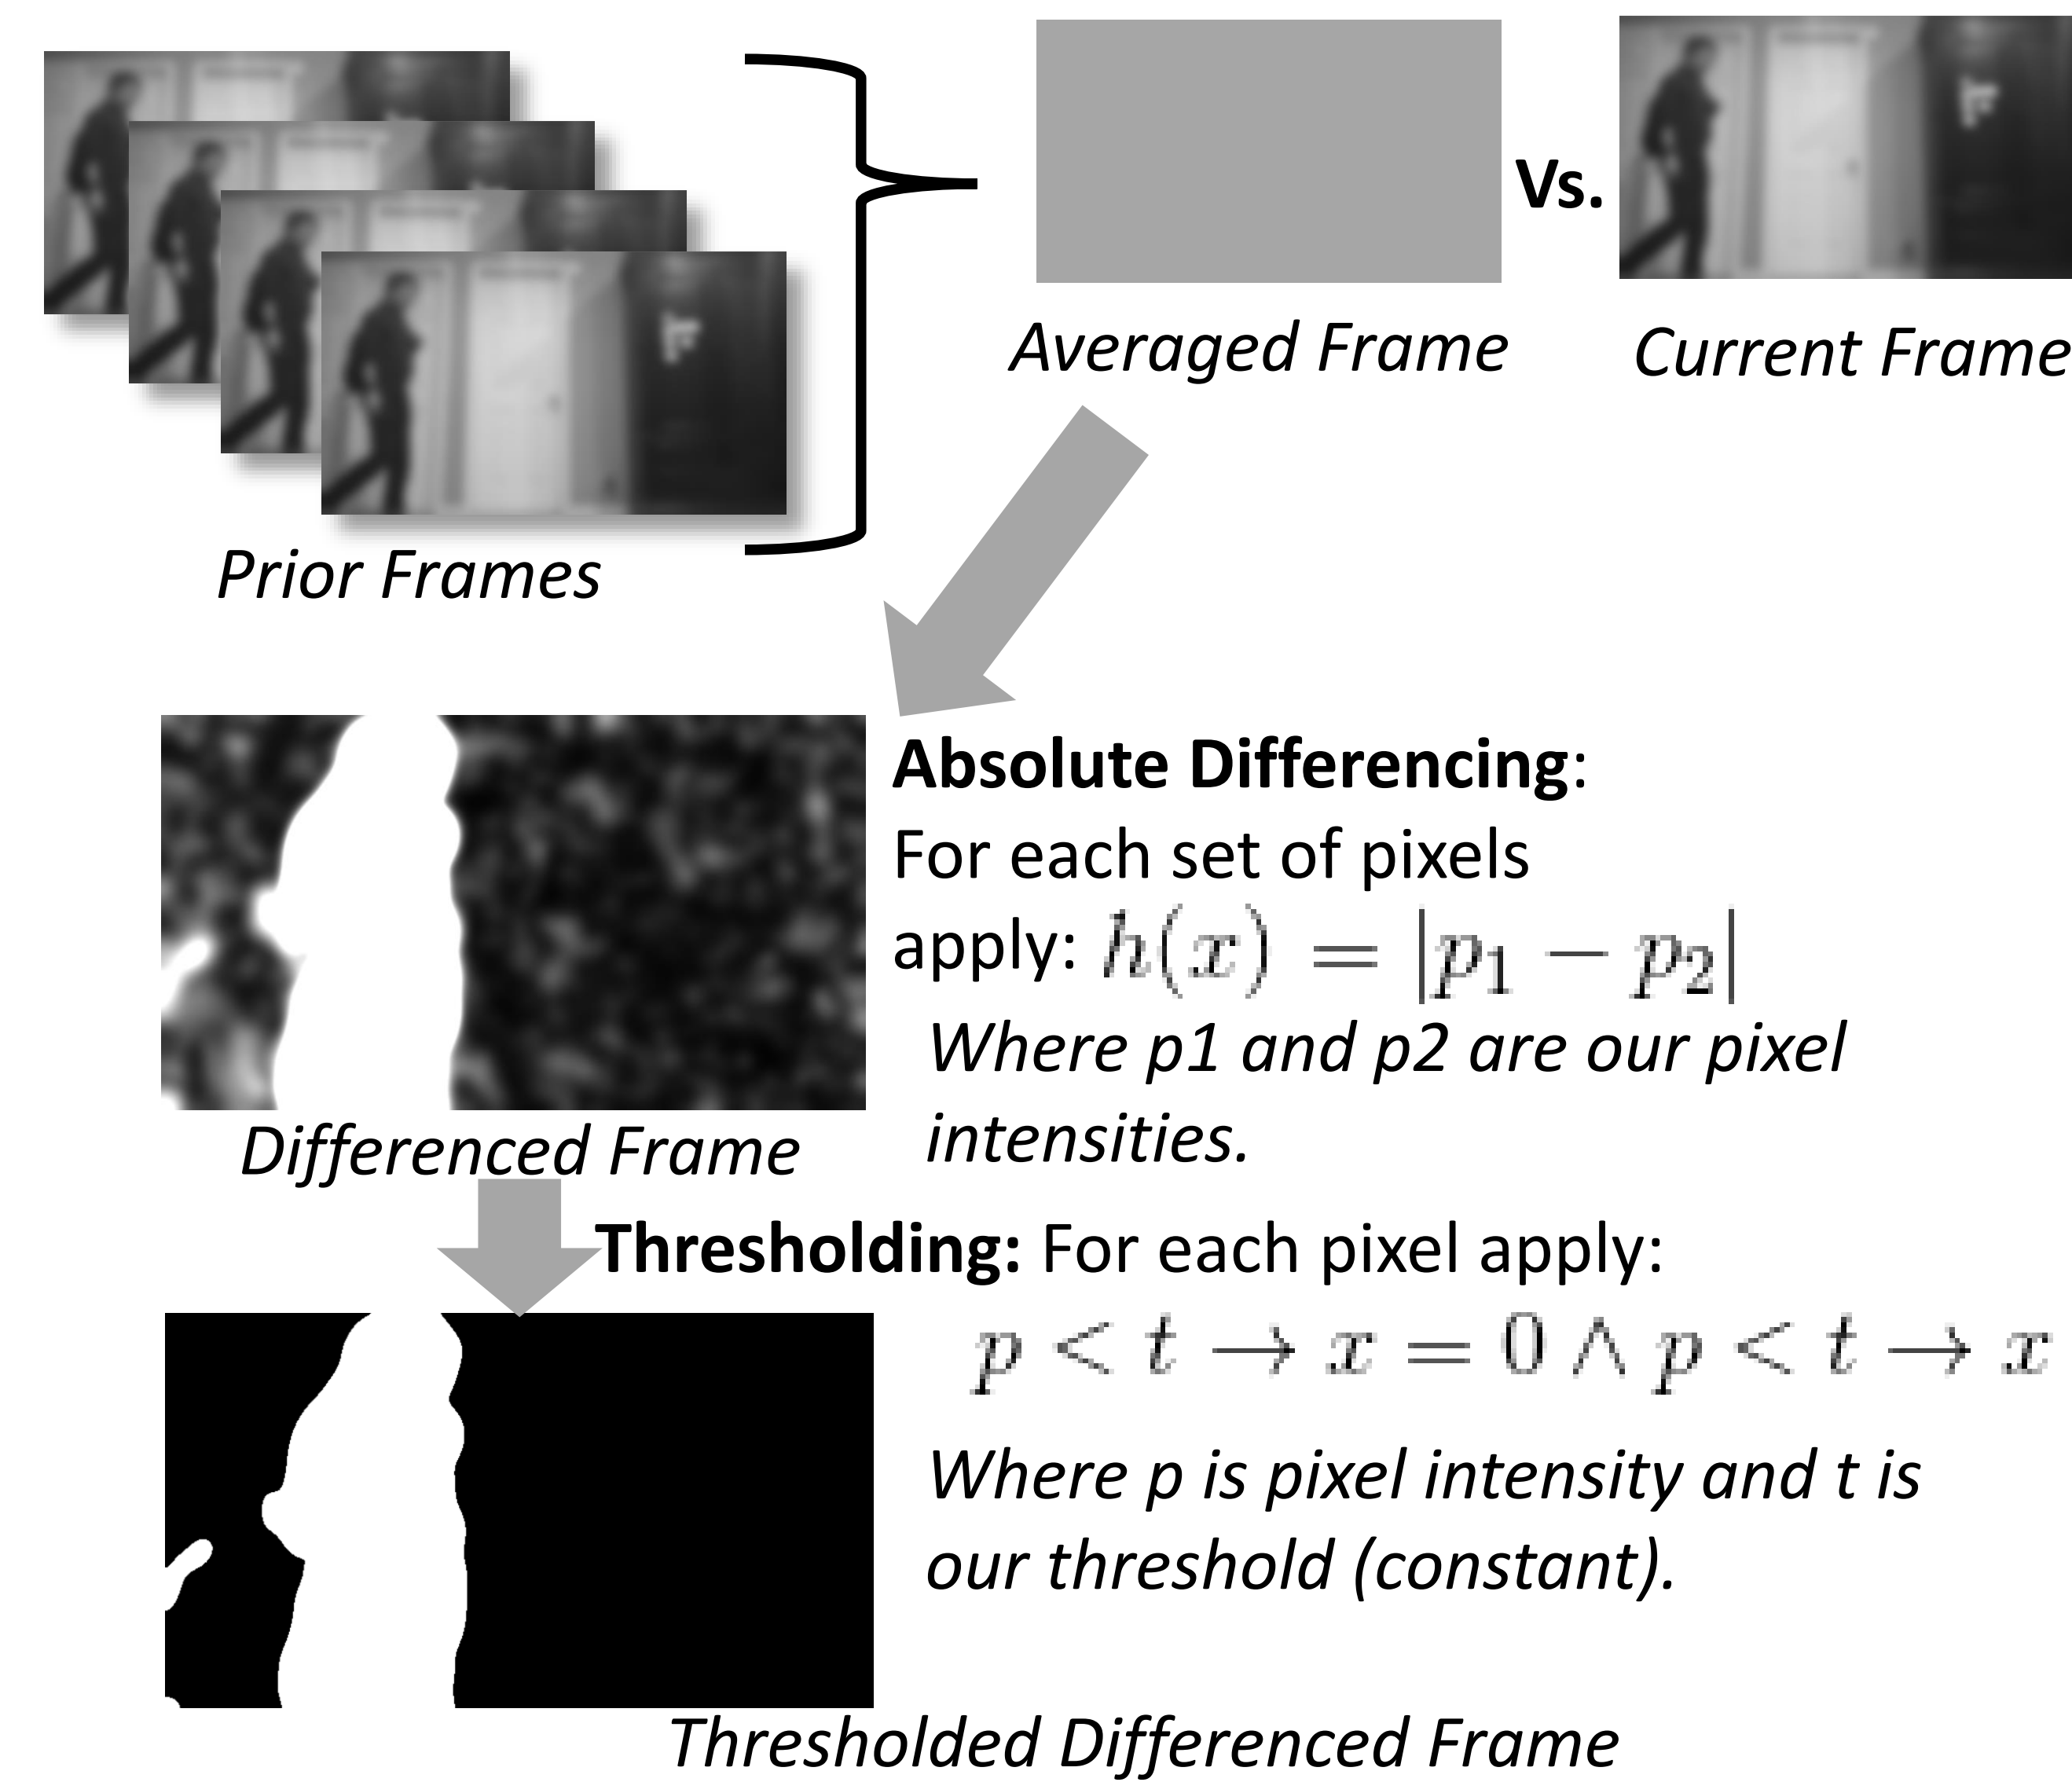 Vs.
Averaged Frame
Current Frame
Prior Frames
Absolute Differencing:
For each set of pixels
apply: h(x) = |p₁ − p₂|
Where p1 and p2 are our pixel
intensities.
Differenced Frame
Thresholding: For each pixel apply:
p < t → x = 0 ∧ p < t → x
Where p is pixel intensity and t is
our threshold (constant).
Thresholded Differenced Frame